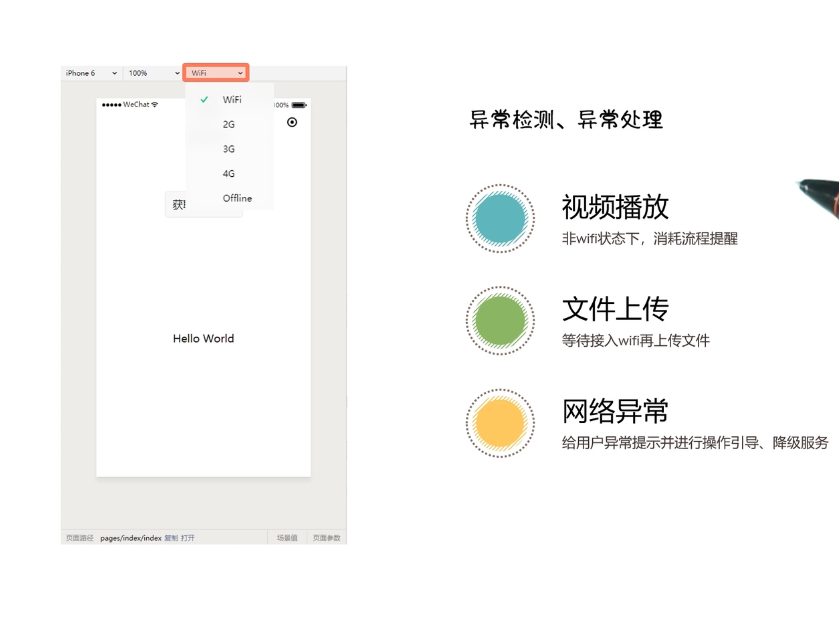 iPhone 6 100% WiFi
WeChat 100%
WiFi
2G
3G
4G
Offline
Hello World
页面路径 pages/index/index 复制 打开 场景值 页面参数
异常检测、异常处理
视频播放
非wifi状态下，消耗流程提醒
文件上传
等待接入wifi再上传文件
网络异常
给用户异常提示并进行操作引导、降级服务